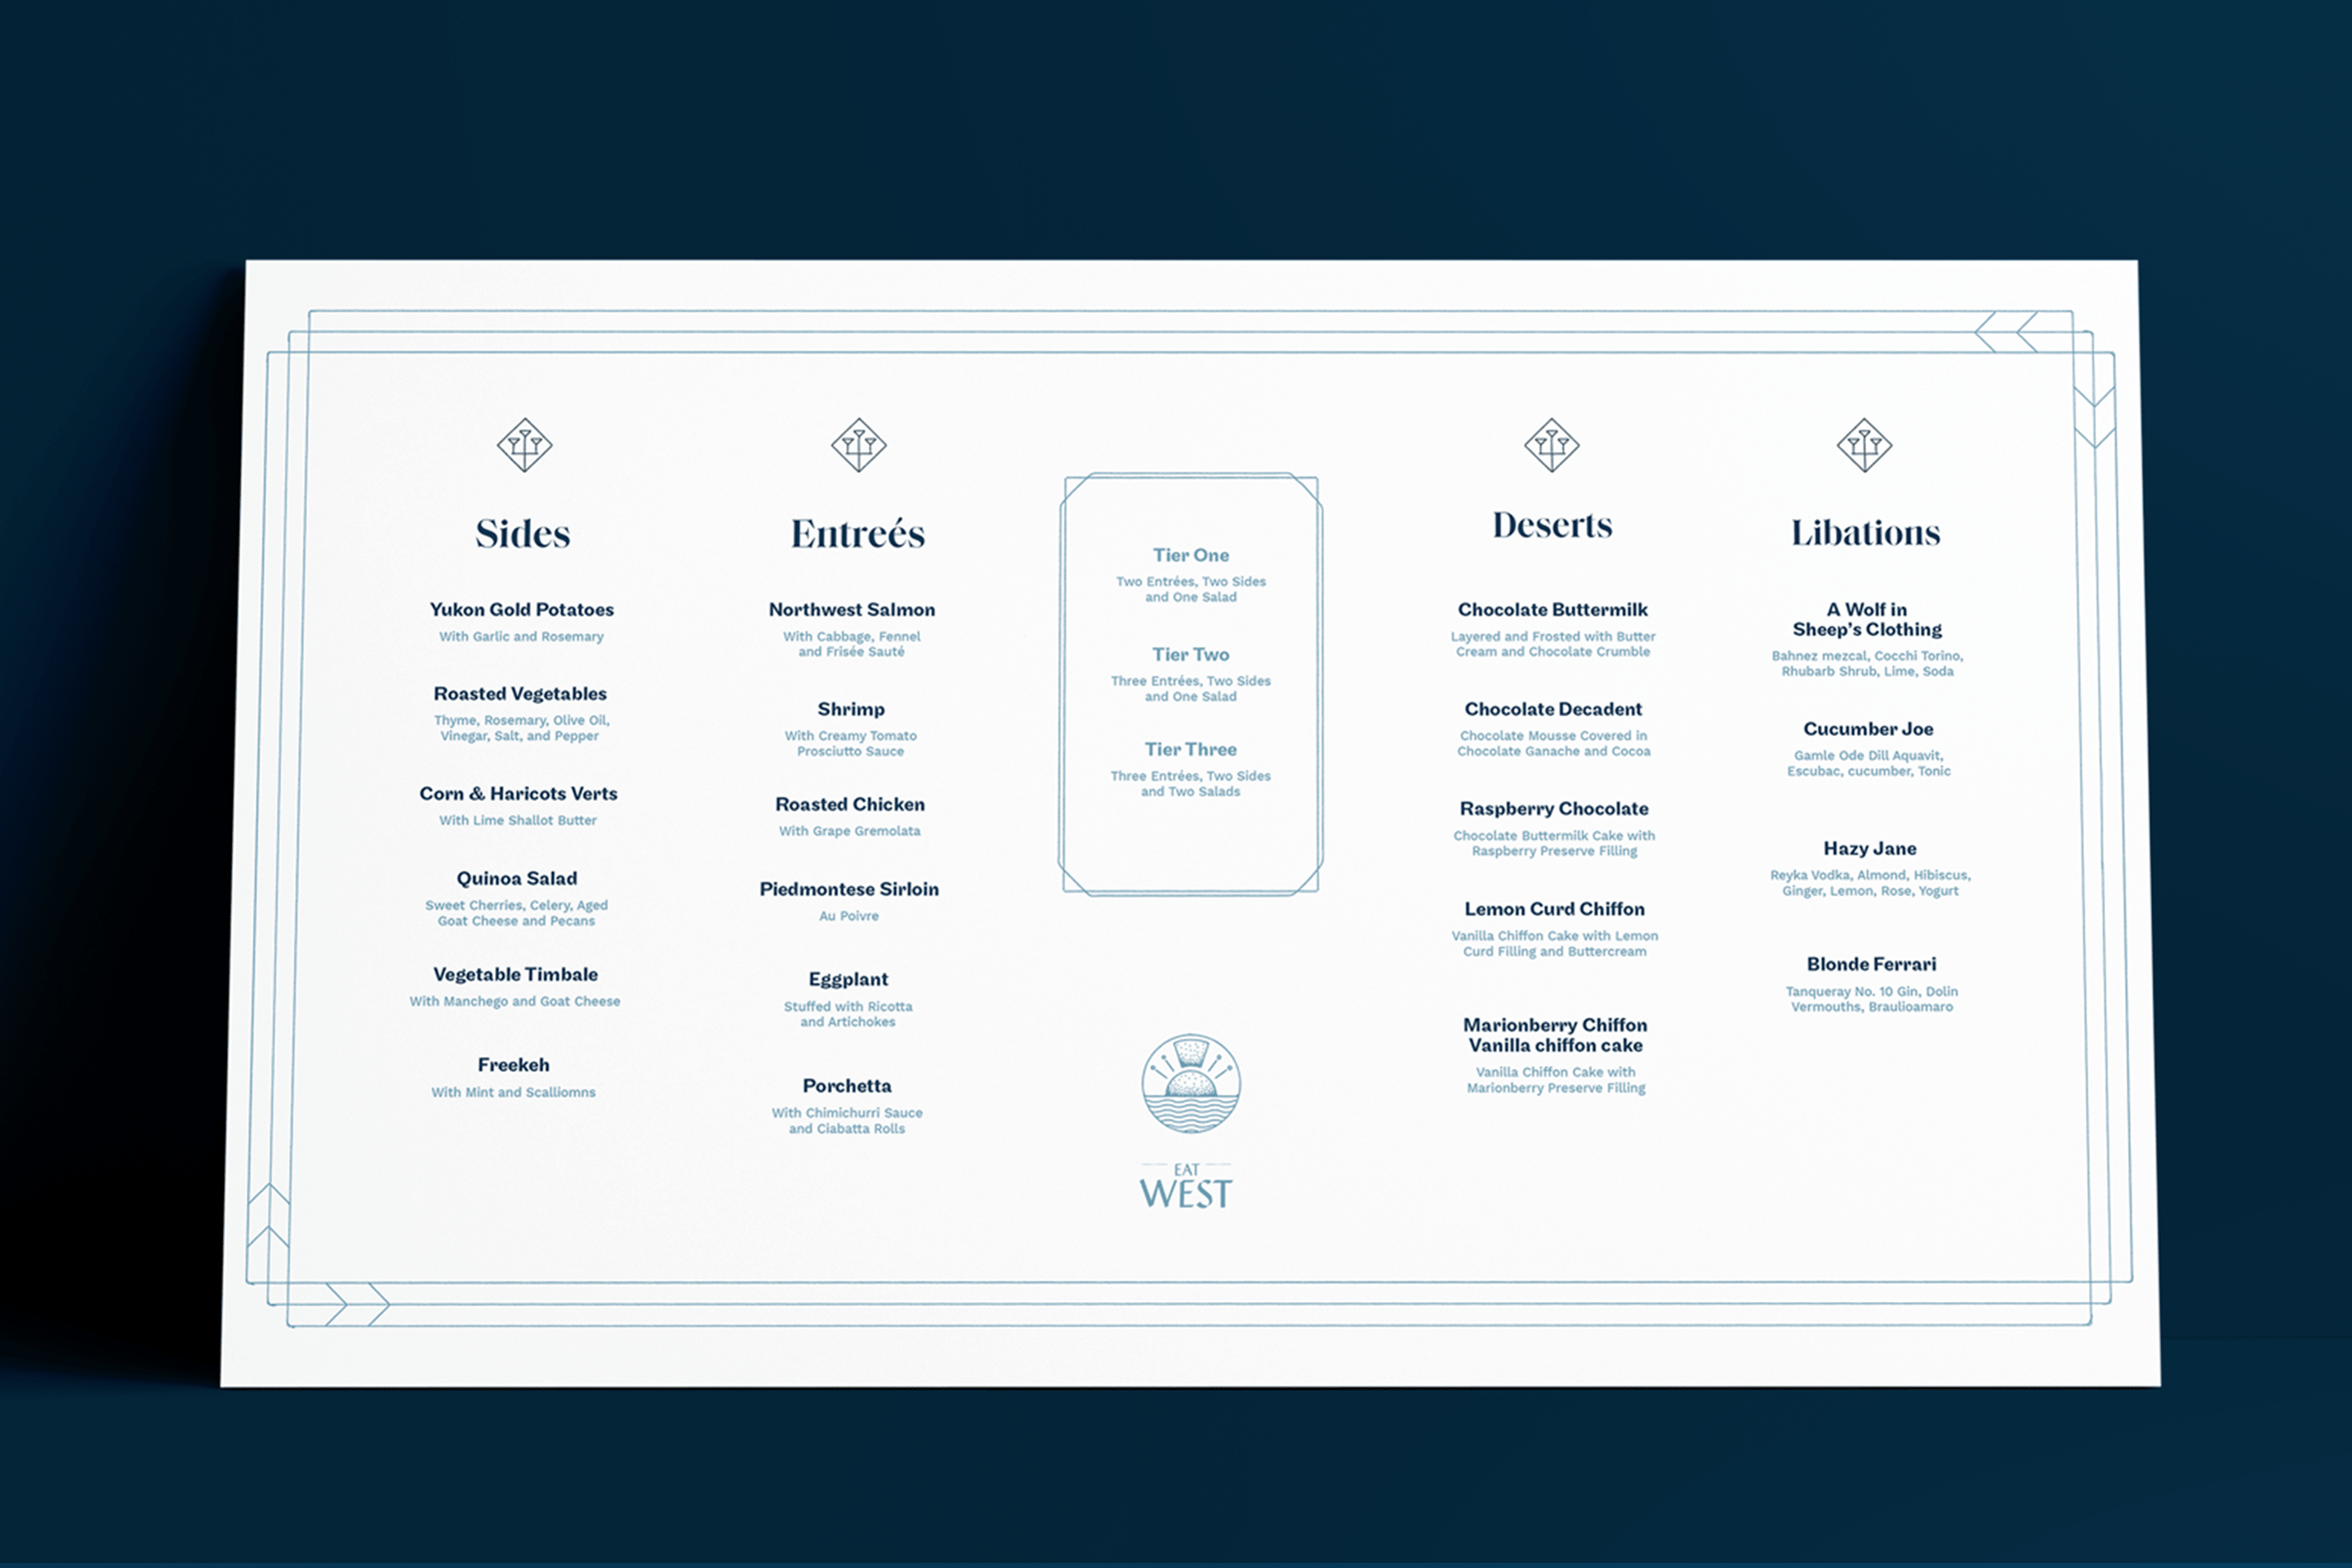 Sides
Yukon Gold Potatoes
With Garlic and Rosemary
Roasted Vegetables
Thyme, Rosemary, Olive Oil,
Vinegar, Salt, and Pepper
Corn & Haricots Verts
With Lime Shallot Butter
Quinoa Salad
Sweet Cherries, Celery, Aged
Goat Cheese and Pecans
Vegetable Timbale
With Manchego and Goat Cheese
Freekeh
With Mint and Scalliomns
Entreés
Northwest Salmon
With Cabbage, Fennel
and Frisée Sauté
Shrimp
With Creamy Tomato
Prosciutto Sauce
Roasted Chicken
With Grape Gremolata
Piedmontese Sirloin
Au Poivre
Eggplant
Stuffed with Ricotta
and Artichokes
Porchetta
With Chimichurri Sauce
and Ciabatta Rolls
Tier One
Two Entrées, Two Sides
and One Salad
Tier Two
Three Entrées, Two Sides
and One Salad
Tier Three
Three Entrées, Two Sides
and Two Salads
EAT
WEST
Deserts
Chocolate Buttermilk
Layered and Frosted with Butter
Cream and Chocolate Crumble
Chocolate Decadent
Chocolate Mousse Covered in
Chocolate Ganache and Cocoa
Raspberry Chocolate
Chocolate Buttermilk Cake with
Raspberry Preserve Filling
Lemon Curd Chiffon
Vanilla Chiffon Cake with Lemon
Curd Filling and Buttercream
Marionberry Chiffon
Vanilla chiffon cake
Vanilla Chiffon Cake with
Marionberry Preserve Filling
Libations
A Wolf in
Sheep's Clothing
Bahnez mezcal, Cocchi Torino,
Rhubarb Shrub, Lime, Soda
Cucumber Joe
Gamle Ode Dill Aquavit,
Escubac, cucumber, Tonic
Hazy Jane
Reyka Vodka, Almond, Hibiscus,
Ginger, Lemon, Rose, Yogurt
Blonde Ferrari
Tanqueray No. 10 Gin, Dolin
Vermouths, Braulioamaro